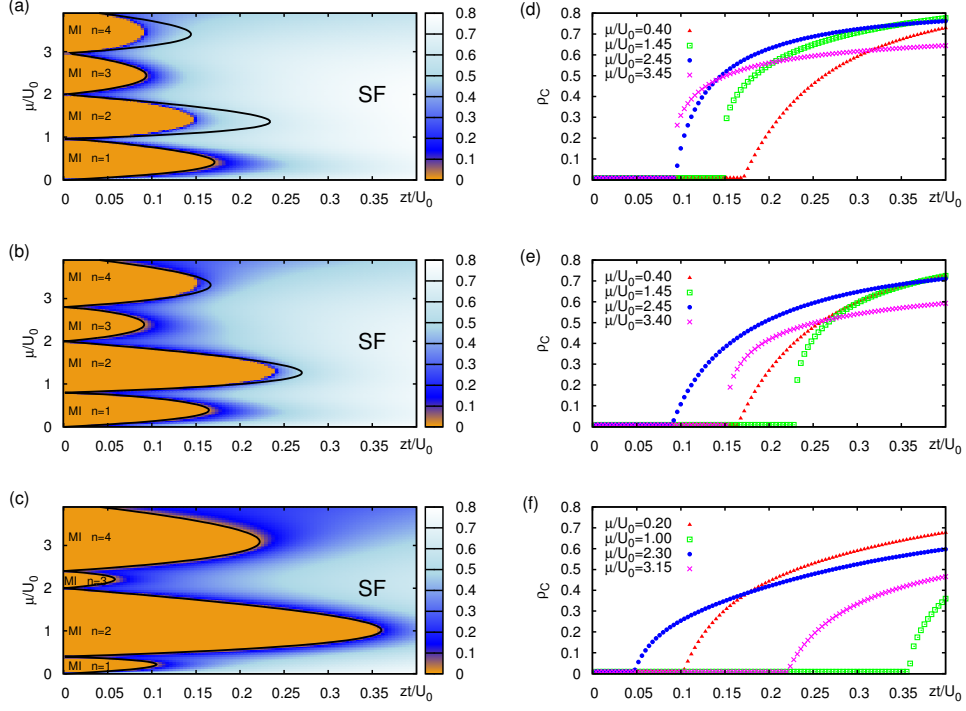 (a)
MI n=4
MI n=3
MI n=2
MI n=1
SF
μ/U0
0
1
2
3
0 0.05 0.1 0.15 0.2 0.25 0.3 0.35 zt/U0
0.8
0.7
0.6
0.5
0.4
0.3
0.2
0.1
0
(d)
ρC
0.8
0.7
0.6
0.5
0.4
0.3
0.2
0.1
0
μ/U0=0.40
μ/U0=1.45
μ/U0=2.45
μ/U0=3.45
0 0.05 0.1 0.15 0.2 0.25 0.3 0.35 zt/U0
(b)
MI n=4
MI n=3
MI n=2
MI n=1
SF
μ/U0
0
1
2
3
0 0.05 0.1 0.15 0.2 0.25 0.3 0.35 zt/U0
0.8
0.7
0.6
0.5
0.4
0.3
0.2
0.1
0
(e)
ρC
0.8
0.7
0.6
0.5
0.4
0.3
0.2
0.1
0
μ/U0=0.40
μ/U0=1.45
μ/U0=2.45
μ/U0=3.40
0 0.05 0.1 0.15 0.2 0.25 0.3 0.35 zt/U0
(c)
MI n=4
MI n=3
MI n=2
MI n=1
SF
μ/U0
0
1
2
3
0 0.05 0.1 0.15 0.2 0.25 0.3 0.35 zt/U0
0.8
0.7
0.6
0.5
0.4
0.3
0.2
0.1
0
(f)
ρC
0.8
0.7
0.6
0.5
0.4
0.3
0.2
0.1
0
μ/U0=0.20
μ/U0=1.00
μ/U0=2.30
μ/U0=3.15
0 0.05 0.1 0.15 0.2 0.25 0.3 0.35 zt/U0